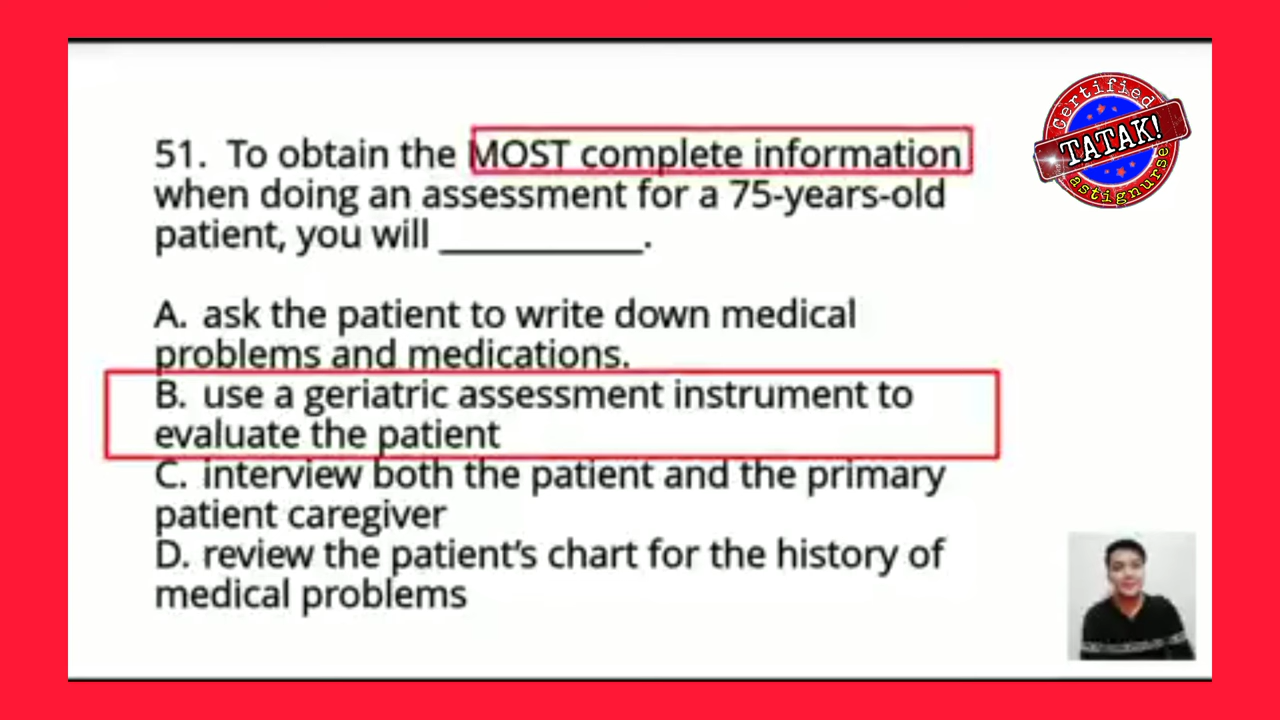 51. To obtain the MOST complete information
when doing an assessment for a 75-years-old
patient, you will ____________.
A. ask the patient to write down medical
problems and medications.
B. use a geriatric assessment instrument to
evaluate the patient
C. interview both the patient and the primary
patient caregiver
D. review the patient's chart for the history of
medical problems
Certified
TATAK!
astignurse